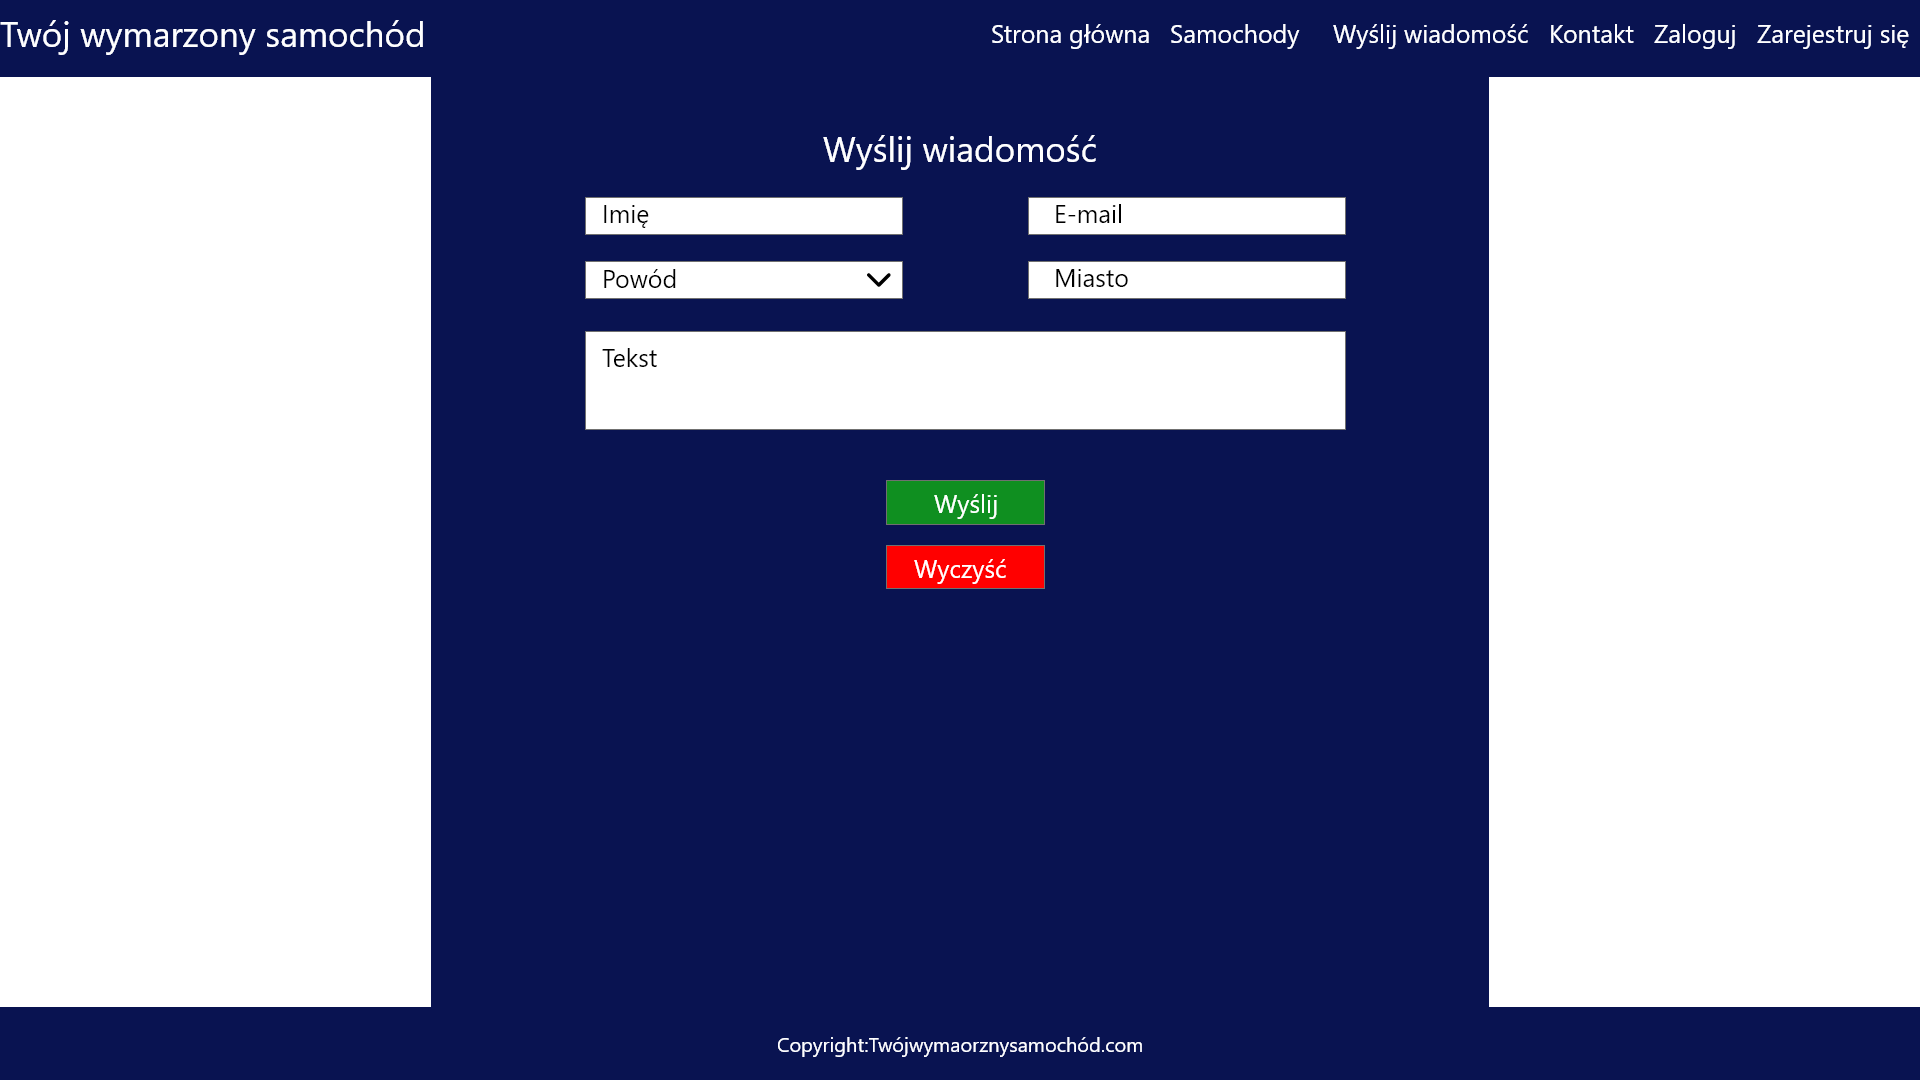 Twój wymarzony samochód
Strona główna Samochody Wyślij wiadomość Kontakt Zaloguj Zarejestruj się
Wyślij wiadomość
Imię E-mail
Powód Miasto
Tekst
Wyślij
Wyczyść
Copyright:Twójwymaorznysamochód.com